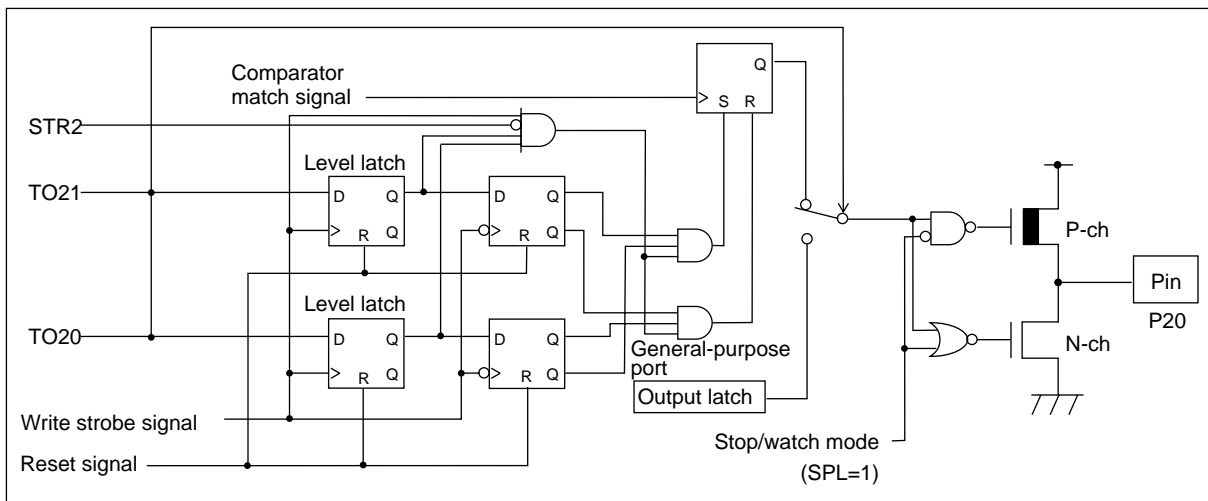 Comparator
match signal
Q
S R
STR2
Level latch
TO21
D Q
R Q
D Q
R Q
P-ch
Pin
P20
Level latch
TO20
D Q
R Q
D Q
R Q
N-ch
General-purpose
port
Output latch
Write strobe signal
Reset signal
Stop/watch mode
(SPL=1)